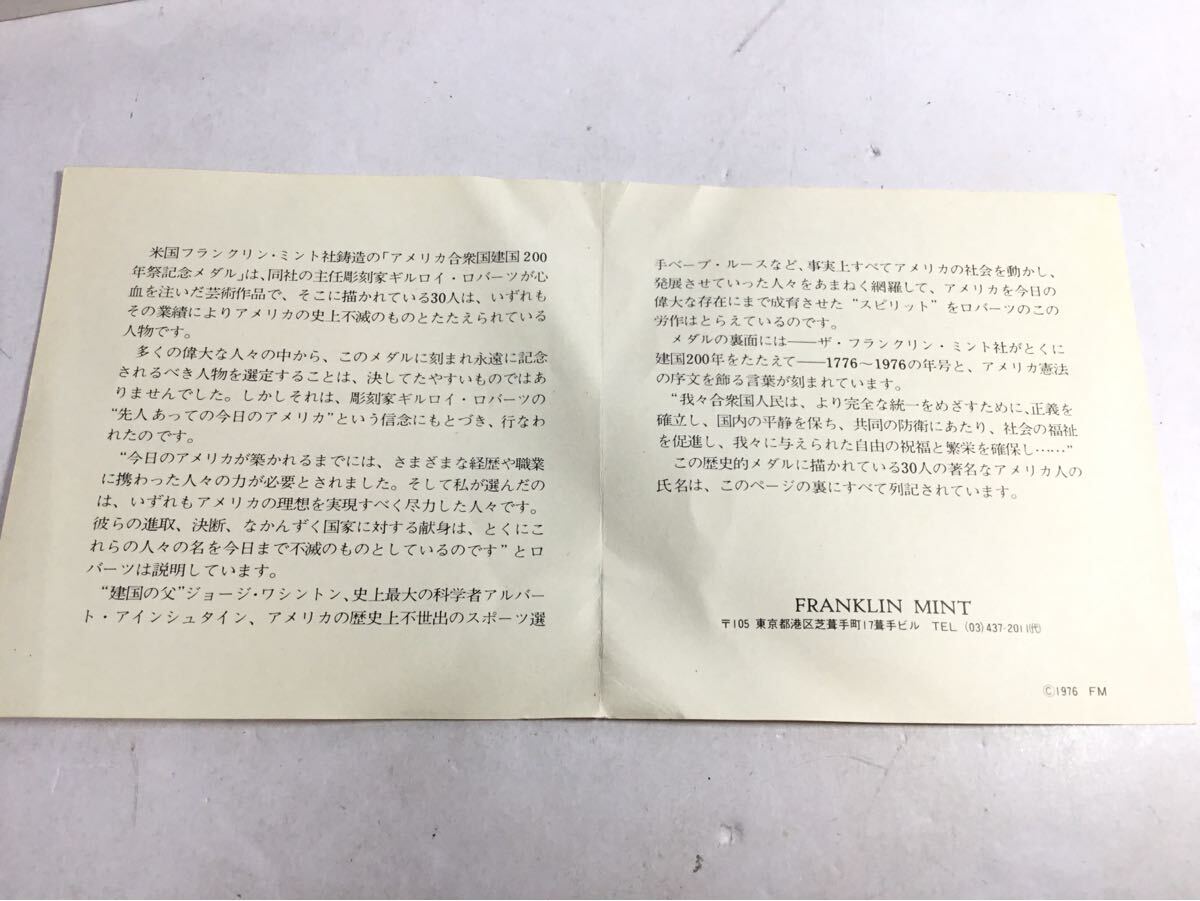 米国フランクリン・ミント社鋳造の「アメリカ合衆国建国200
年祭記念メダル」は、同社の主任彫刻家ギルロイ・ロバーツが心
血を注いだ芸術作品で、そこに描かれている30人は、いずれも
その業績によりアメリカの史上不滅のものとたたえられている
人物です。
多くの偉大な人々の中から、このメダルに刻まれ永遠に記念
されるべき人物を選定することは、決してたやすいものではあ
りませんでした。しかしそれは、彫刻家ギルロイ・ロバーツの
“先人あっての今日のアメリカ”という信念にもとづき、行なわ
れたのです。
“今日のアメリカが築かれるまでには、さまざまな経歴や職業
に携わった人々の力が必要とされました。そして私が選んだの
は、いずれもアメリカの理想を実現すべく尽力した人々です。
彼らの進取、決断、なかんずく国家に対する献身は、とくにこ
れらの人々の名を今日まで不滅のものとしているのです”とロ
バーツは説明しています。
“建国の父”ジョージ・ワシントン、史上最大の科学者アルバー
ト・アインシュタイン、アメリカの歴史上不世出のスポーツ選
手ベーブ・ルースなど、事実上すべてアメリカの社会を動かし、
発展させていった人々をあまねく網羅して、アメリカを今日の
偉大な存在にまで成育させた“スピリット”をロバーツのこの
労作はとらえているのです。
メダルの裏面には——ザ・フランクリン・ミント社がとくに
建国200年をたたえて——1776〜1976の年号と、アメリカ憲法
の序文を飾る言葉が刻まれています。
“我々合衆国人民は、より完全な統一をめざすために、正義を
確立し、国内の平静を保ち、共同の防衛にあたり、社会の福祉
を促進し、我々に与えられた自由の祝福と繁栄を確保し……”
この歴史的メダルに描かれている30人の著名なアメリカ人の
氏名は、このページの裏にすべて列記されています。
FRANKLIN MINT
〒105 東京都港区芝葺手町17葺手ビル TEL (03)437-2011(代)
©1976 FM